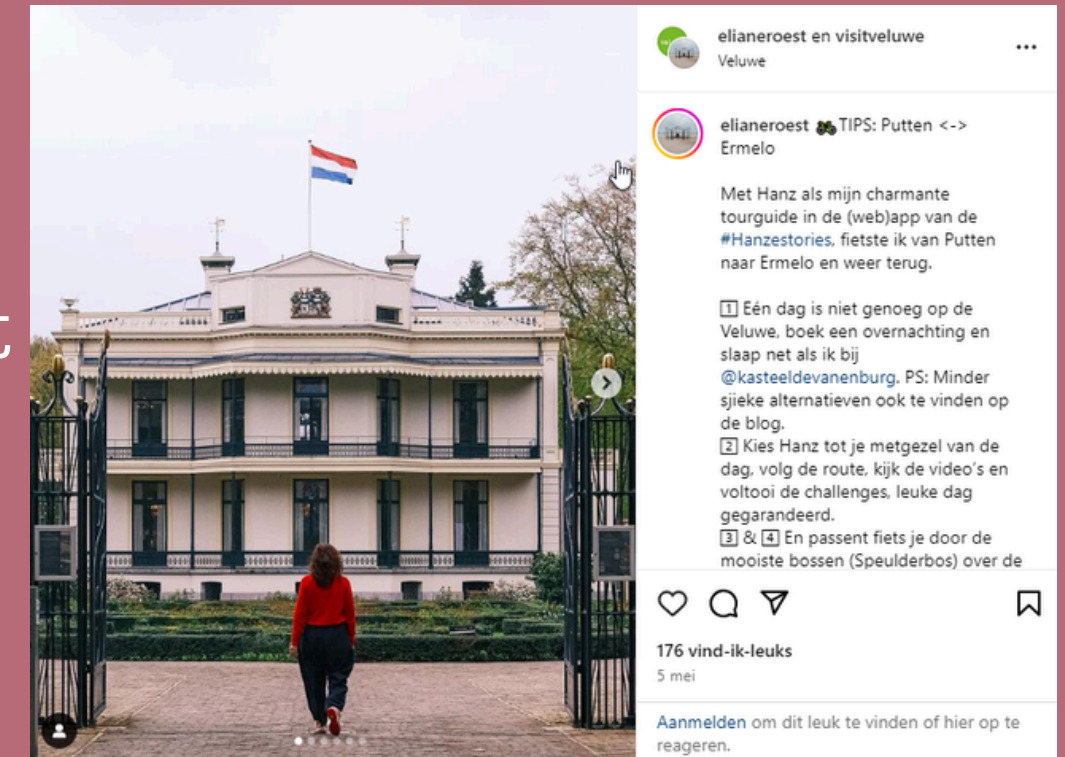 elianeroest en visitveluwe
Veluwe
elianeroest 🚲TIPS: Putten <->
Ermelo
Met Hanz als mijn charmante
tourguide in de (web)app van de
#Hanzestories, fietste ik van Putten
naar Ermelo en weer terug.
1️⃣ Eén dag is niet genoeg op de
Veluwe, boek een overnachting en
slaap net als ik bij
@kasteeldevanenburg. PS: Minder
sjieke alternatieven ook te vinden op
de blog.
2️⃣ Kies Hanz tot je metgezel van de
dag, volg de route, kijk de video's en
voltooi de challenges, leuke dag
gegarandeerd.
3️⃣ & 4️⃣ En passent fiets je door de
mooiste bossen (Speulderbos) over de
176 vind-ik-leuks
5 mei
Aanmelden om dit leuk te vinden of hier op te
reageren.